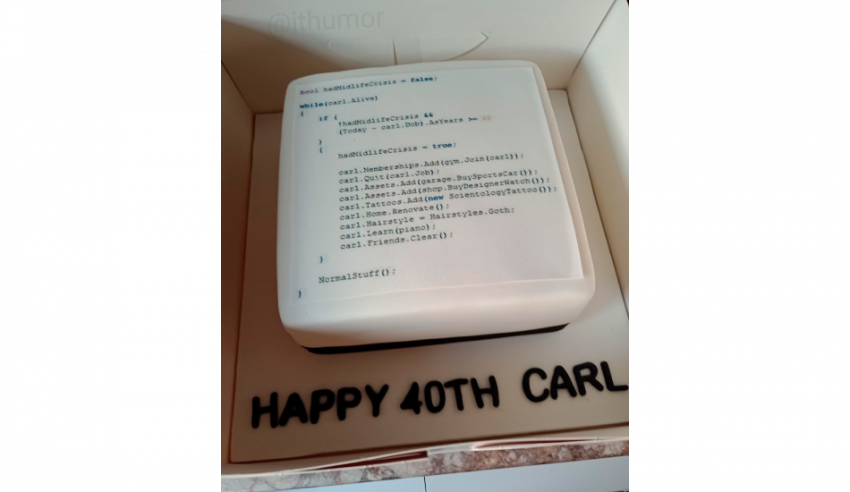 @ithumor
bool hadMidlifeCrisis = false;
while(carl.Alive)
{
if (
!hadMidlifeCrisis &&
(Today - carl.Dob).AsYears >= 40
)
{
hadMidlifeCrisis = true;
carl.Memberships.Add(gym.Join(carl));
carl.Quit(carl.Job);
carl.Assets.Add(garage.BuySportsCar());
carl.Assets.Add(shop.BuyDesignerWatch());
carl.Tattoos.Add(new ScientologyTattoo());
carl.Home.Renovate();
carl.Hairstyle = Hairstyles.Goth;
carl.Learn(piano);
carl.Friends.Clear();
}
NormalStuff();
}
HAPPY 40TH CARL